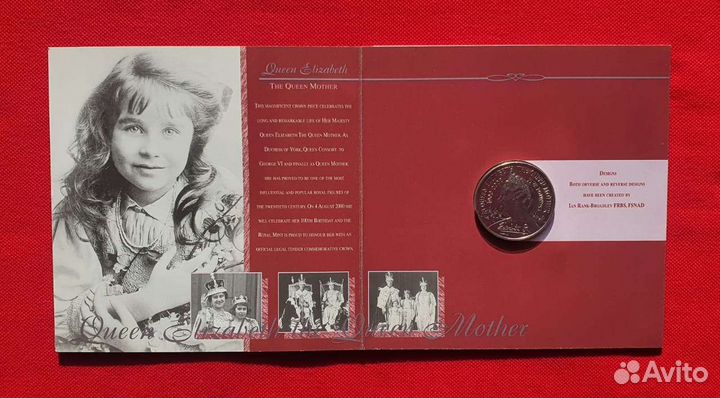 Queen Elizabeth
THE QUEEN MOTHER
THIS MAGNIFICENT CROWN PIECE CELEBRATES THE
LONG AND REMARKABLE LIFE OF HER MAJESTY
QUEEN ELIZABETH THE QUEEN MOTHER. AS
DUCHESS OF YORK, QUEEN CONSORT TO
GEORGE VI AND FINALLY AS QUEEN MOTHER
SHE HAS PROVED TO BE ONE OF THE MOST
INFLUENTIAL AND POPULAR ROYAL FIGURES OF
THE TWENTIETH CENTURY. ON 4 AUGUST 2000 SHE
WILL CELEBRATE HER 100TH BIRTHDAY AND THE
ROYAL MINT IS PROUD TO HONOUR HER WITH AN
OFFICIAL LEGAL TENDER COMMEMORATIVE CROWN.
DESIGNS
BOTH OBVERSE AND REVERSE DESIGNS
HAVE BEEN CREATED BY
IAN RANK-BROADLEY FRBS, FSNAD
Queen Elizabeth The Queen Mother
Avito